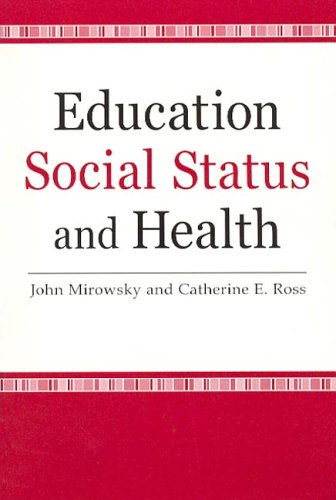 Education
Social Status
and Health
John Mirowsky and Catherine E. Ross